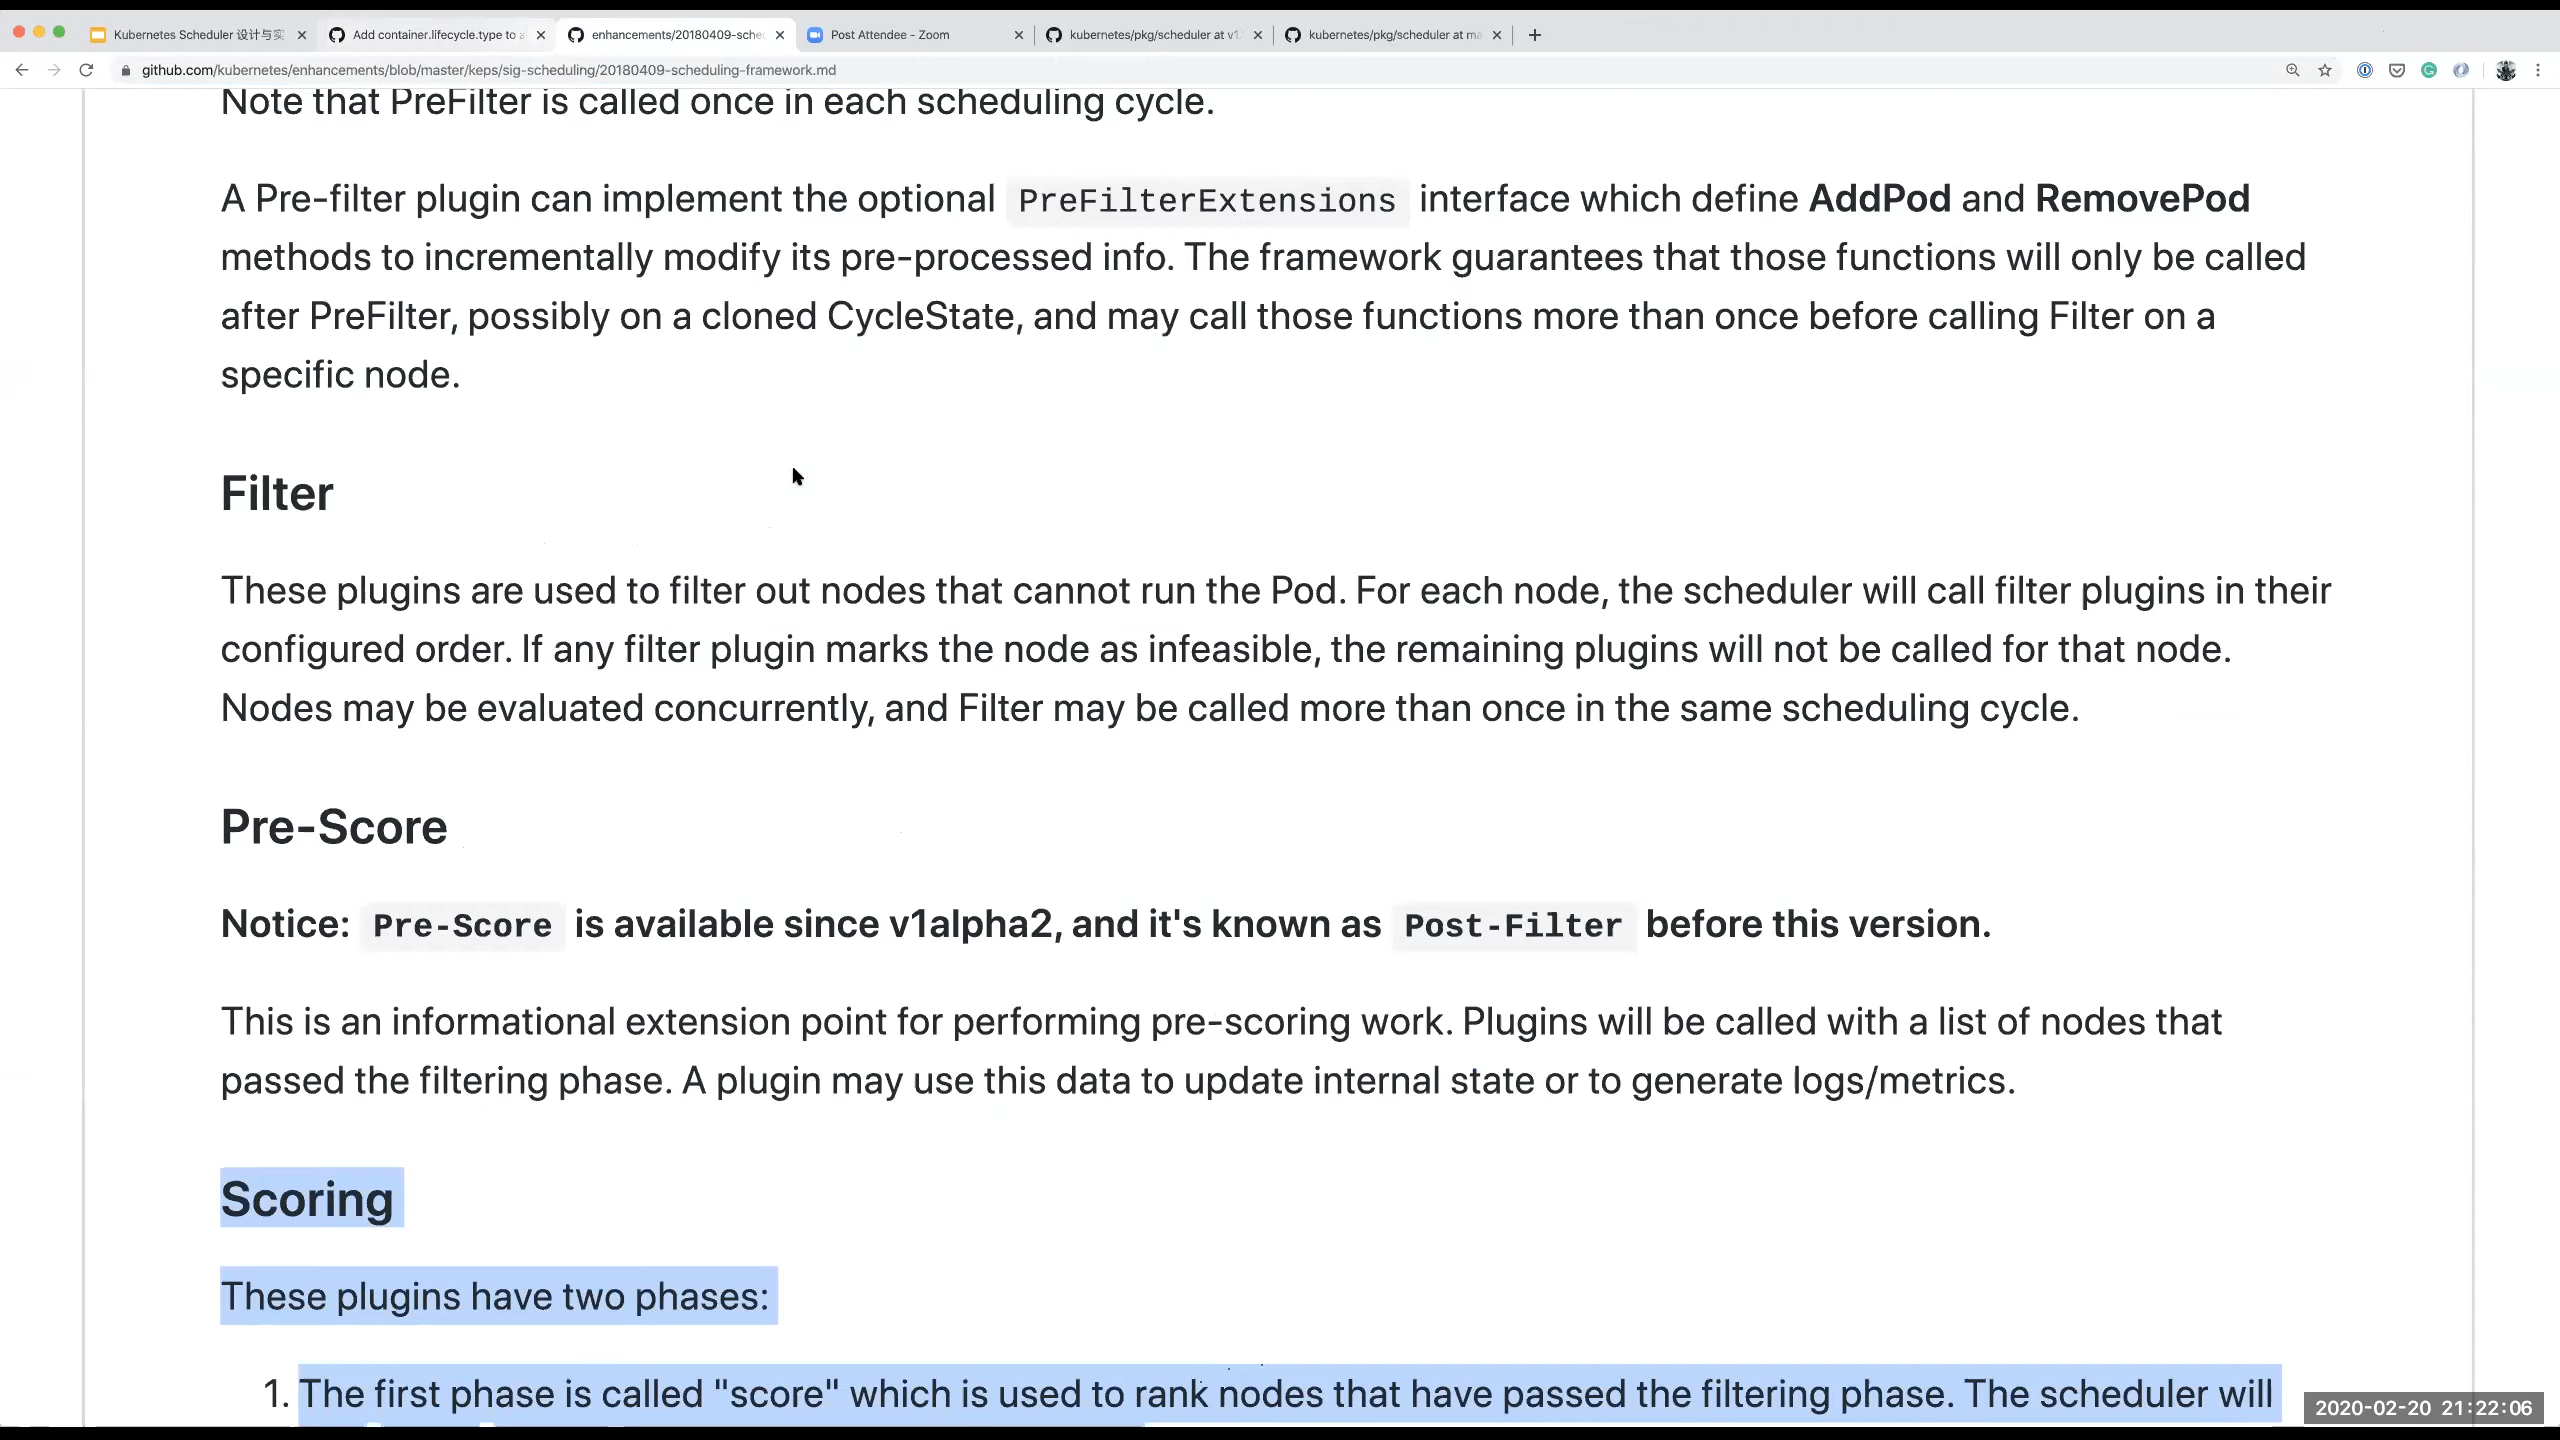 Kubernetes Scheduler 设计与实
Add container.lifecycle.type to a
enhancements/20180409-sche
Post Attendee - Zoom
kubernetes/pkg/scheduler at v1.
kubernetes/pkg/scheduler at ma
github.com/kubernetes/enhancements/blob/master/keps/sig-scheduling/20180409-scheduling-framework.md
Note that PreFilter is called once in each scheduling cycle.
A Pre-filter plugin can implement the optional PreFilterExtensions interface which define AddPod and RemovePod
methods to incrementally modify its pre-processed info. The framework guarantees that those functions will only be called
after PreFilter, possibly on a cloned CycleState, and may call those functions more than once before calling Filter on a
specific node.
Filter
These plugins are used to filter out nodes that cannot run the Pod. For each node, the scheduler will call filter plugins in their
configured order. If any filter plugin marks the node as infeasible, the remaining plugins will not be called for that node.
Nodes may be evaluated concurrently, and Filter may be called more than once in the same scheduling cycle.
Pre-Score
Notice: Pre-Score is available since v1alpha2, and it's known as Post-Filter before this version.
This is an informational extension point for performing pre-scoring work. Plugins will be called with a list of nodes that
passed the filtering phase. A plugin may use this data to update internal state or to generate logs/metrics.
Scoring
These plugins have two phases:
1. The first phase is called "score" which is used to rank nodes that have passed the filtering phase. The scheduler will
2020-02-20 21:22:06